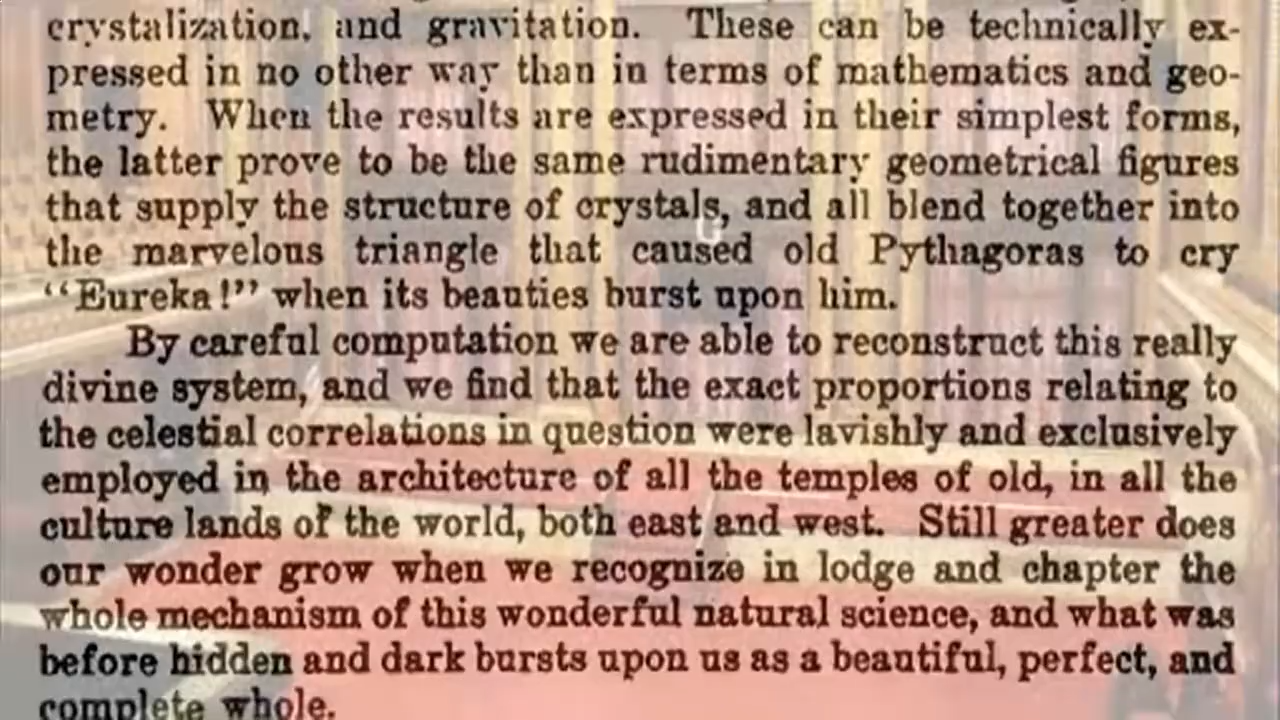 crystalization, and gravitation. These can be technically ex-
pressed in no other way than in terms of mathematics and geo-
metry. When the results are expressed in their simplest forms,
the latter prove to be the same rudimentary geometrical figures
that supply the structure of crystals, and all blend together into
the marvelous triangle that caused old Pythagoras to cry
“Eureka!” when its beauties burst upon him.
By careful computation we are able to reconstruct this really
divine system, and we find that the exact proportions relating to
the celestial correlations in question were lavishly and exclusively
employed in the architecture of all the temples of old, in all the
culture lands of the world, both east and west. Still greater does
our wonder grow when we recognize in lodge and chapter the
whole mechanism of this wonderful natural science, and what was
before hidden and dark bursts upon us as a beautiful, perfect, and
complete whole.